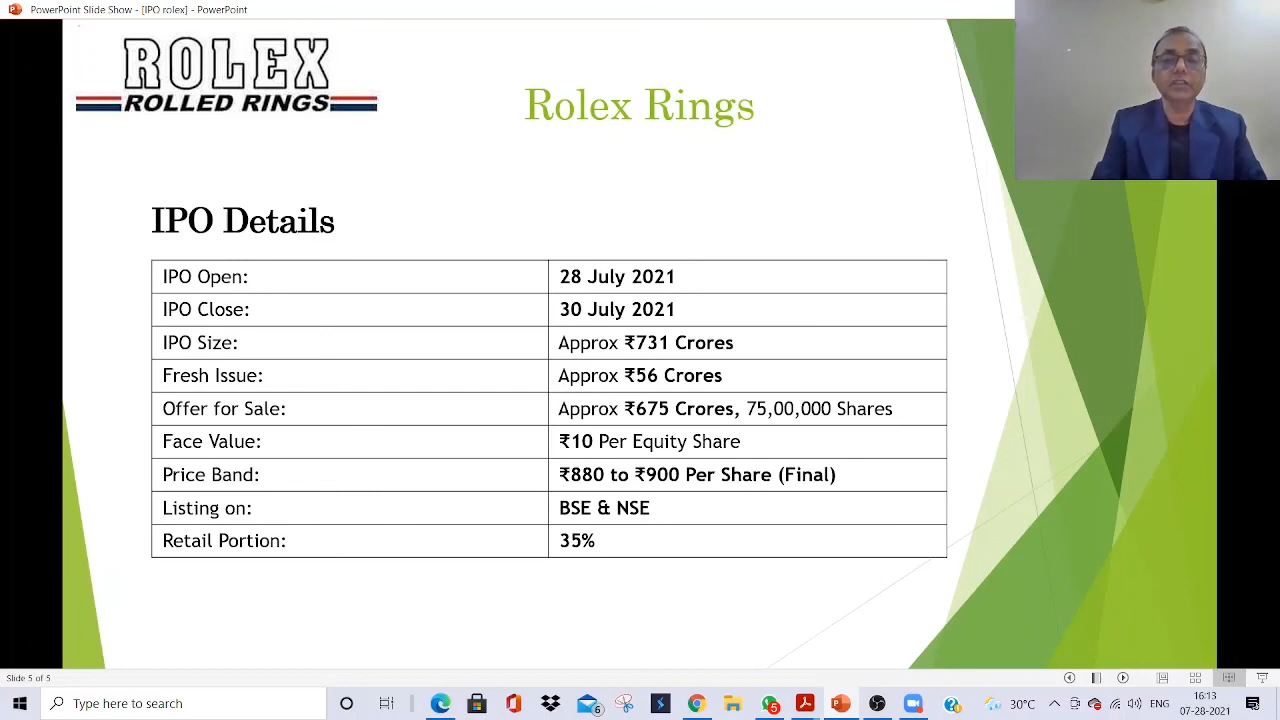 PowerPoint Slide Show - [IPO rolex] - PowerPoint
ROLEX
ROLLED RINGS
Rolex Rings
IPO Details
IPO Open: 28 July 2021
IPO Close: 30 July 2021
IPO Size: Approx ₹731 Crores
Fresh Issue: Approx ₹56 Crores
Offer for Sale: Approx ₹675 Crores, 75,00,000 Shares
Face Value: ₹10 Per Equity Share
Price Band: ₹880 to ₹900 Per Share (Final)
Listing on: BSE & NSE
Retail Portion: 35%
Slide 5 of 5
Type here to search
6
5
30°C
ENG
16:13
07-28-2021